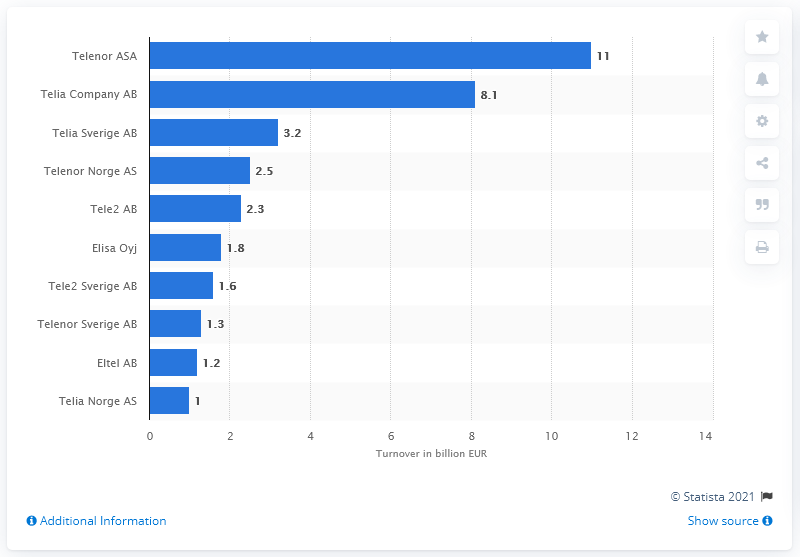 Telenor ASA 11
Telia Company AB 8.1
Telia Sverige AB 3.2
Telenor Norge AS 2.5
Tele2 AB 2.3
Elisa Oyj 1.8
Tele2 Sverige AB 1.6
Telenor Sverige AB 1.3
Eltel AB 1.2
Telia Norge AS 1
0 2 4 6 8 10 12 14
Turnover in billion EUR
© Statista 2021
Additional Information
Show source